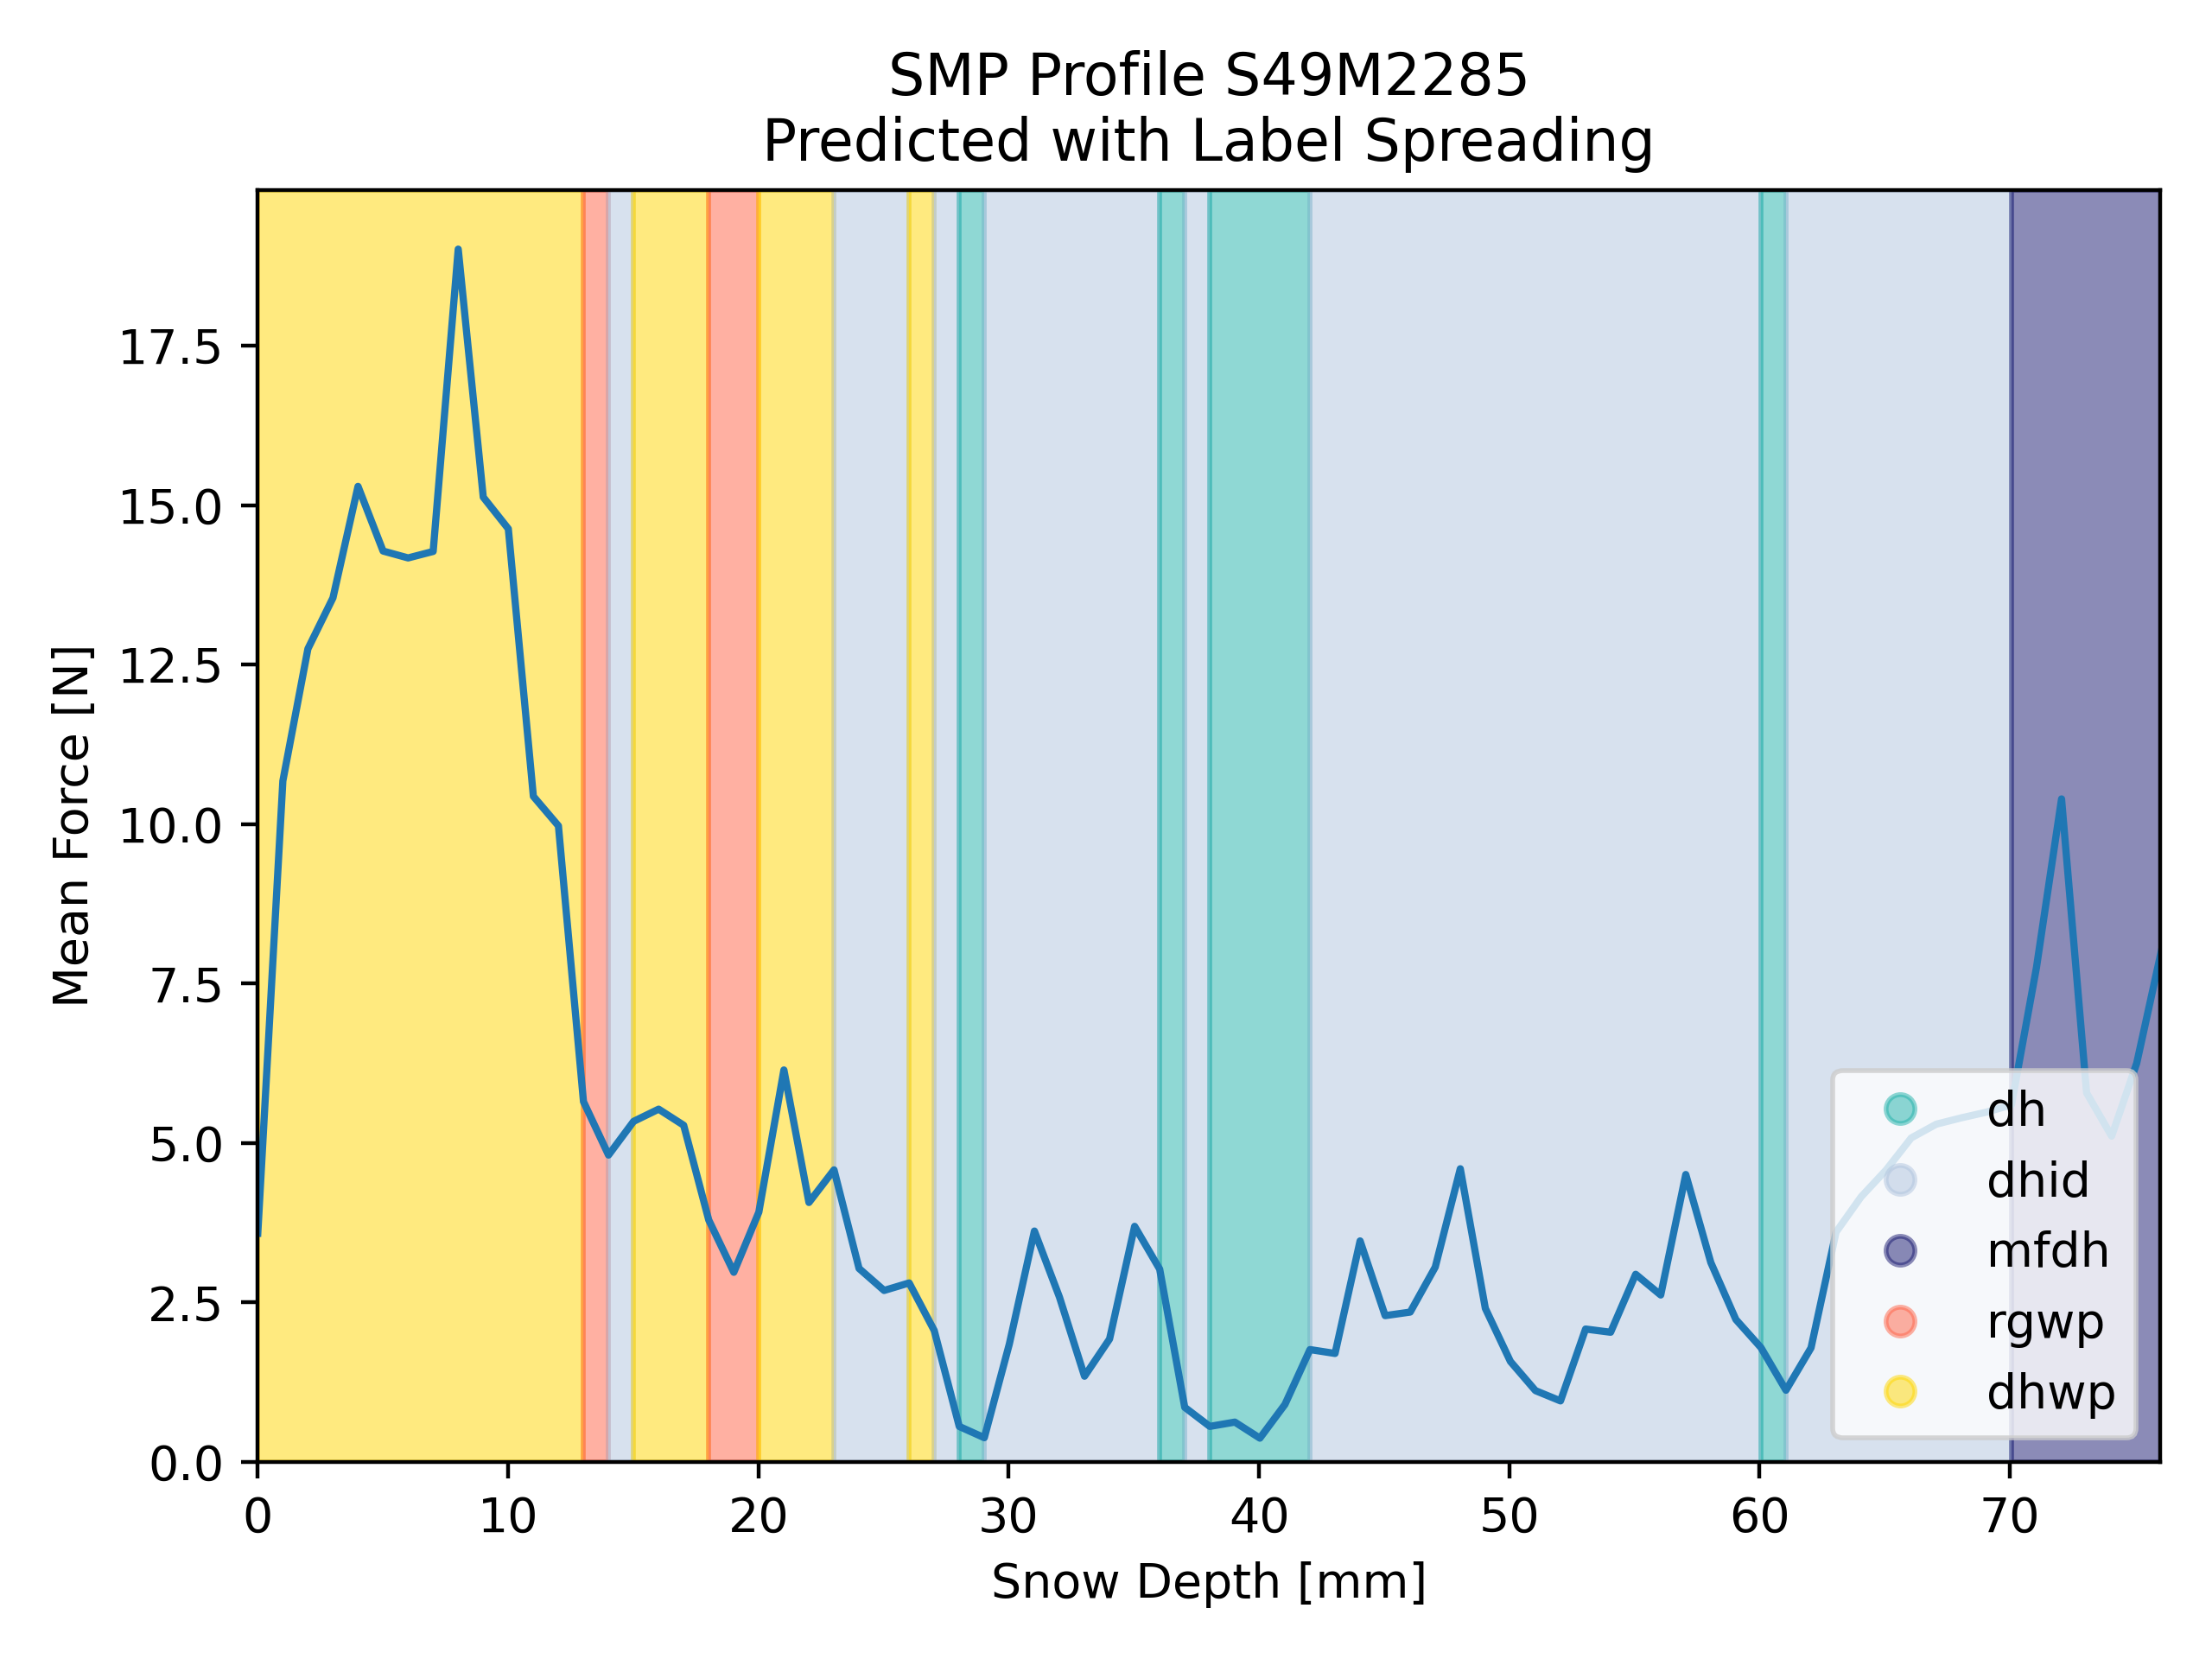 SMP Profile S49M2285
Predicted with Label Spreading
Mean Force [N]
17.5
15.0
12.5
10.0
7.5
5.0
2.5
0.0
dh
dhid
mfdh
rgwp
dhwp
0 10 20 30 40 50 60 70
Snow Depth [mm]